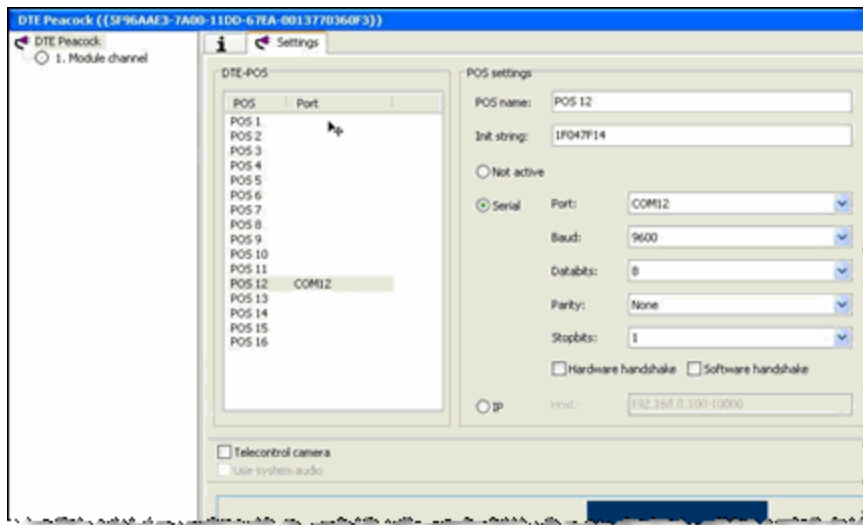 DTE Peacock ({5F96AAE3-7A00-11DD-67EA-0013770360F3})
DTE Peacock
1. Module channel
i
Settings
DTE-POS
POS Port
POS 1
POS 2
POS 3
POS 4
POS 5
POS 6
POS 7
POS 8
POS 9
POS 10
POS 11
POS 12 COM12
POS 13
POS 14
POS 15
POS 16
POS settings
POS name: POS 12
Init string: 1F047F14
Not active
Serial Port: COM12
Baud: 9600
Databits: 8
Parity: None
Stopbits: 1
Hardware handshake Software handshake
IP Host: 192.168.0.100:10000
Telecontrol camera
Use system audio